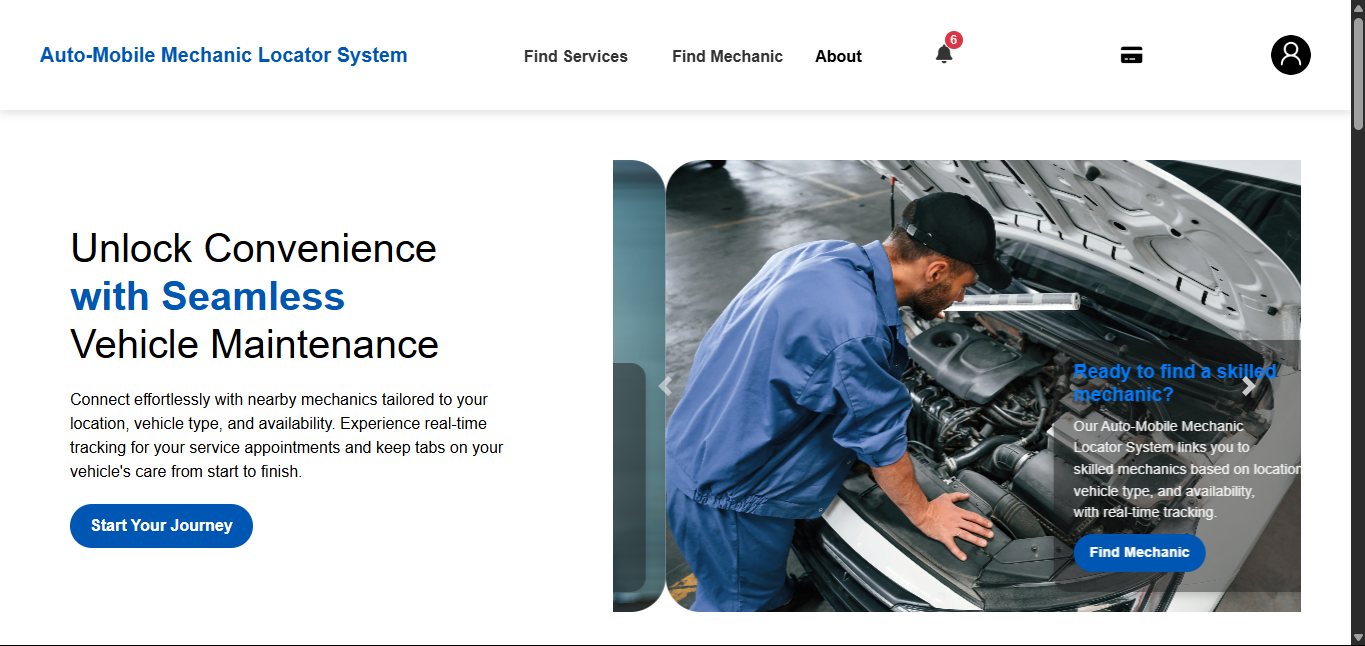 Auto-Mobile Mechanic Locator System
Find Services
Find Mechanic
About
6
Unlock Convenience
with Seamless
Vehicle Maintenance
Connect effortlessly with nearby mechanics tailored to your
location, vehicle type, and availability. Experience real-time
tracking for your service appointments and keep tabs on your
vehicle's care from start to finish.
Start Your Journey
Ready to find a skilled
mechanic?
Our Auto-Mobile Mechanic
Locator System links you to
skilled mechanics based on location
vehicle type, and availability,
with real-time tracking.
Find Mechanic